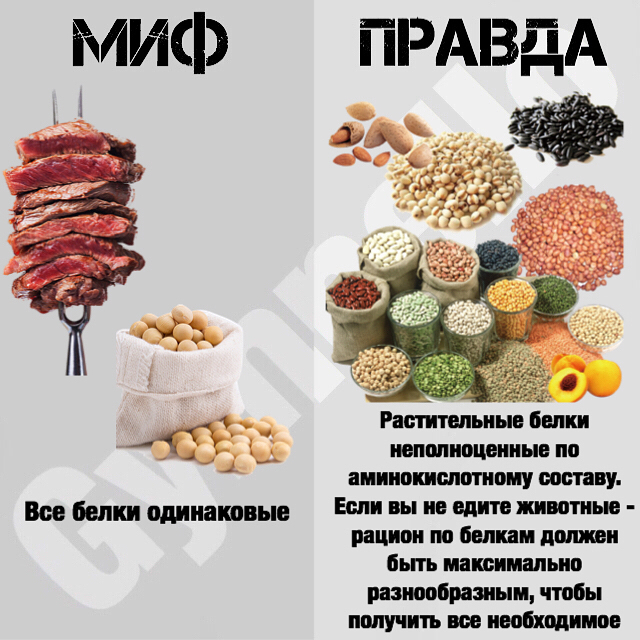 МИФ
ПРАВДА
Все белки одинаковые
Растительные белки
неполноценные по
аминокислотному составу.
Если вы не едите животные -
рацион по белкам должен
быть максимально
разнообразным, чтобы
получить все необходимое